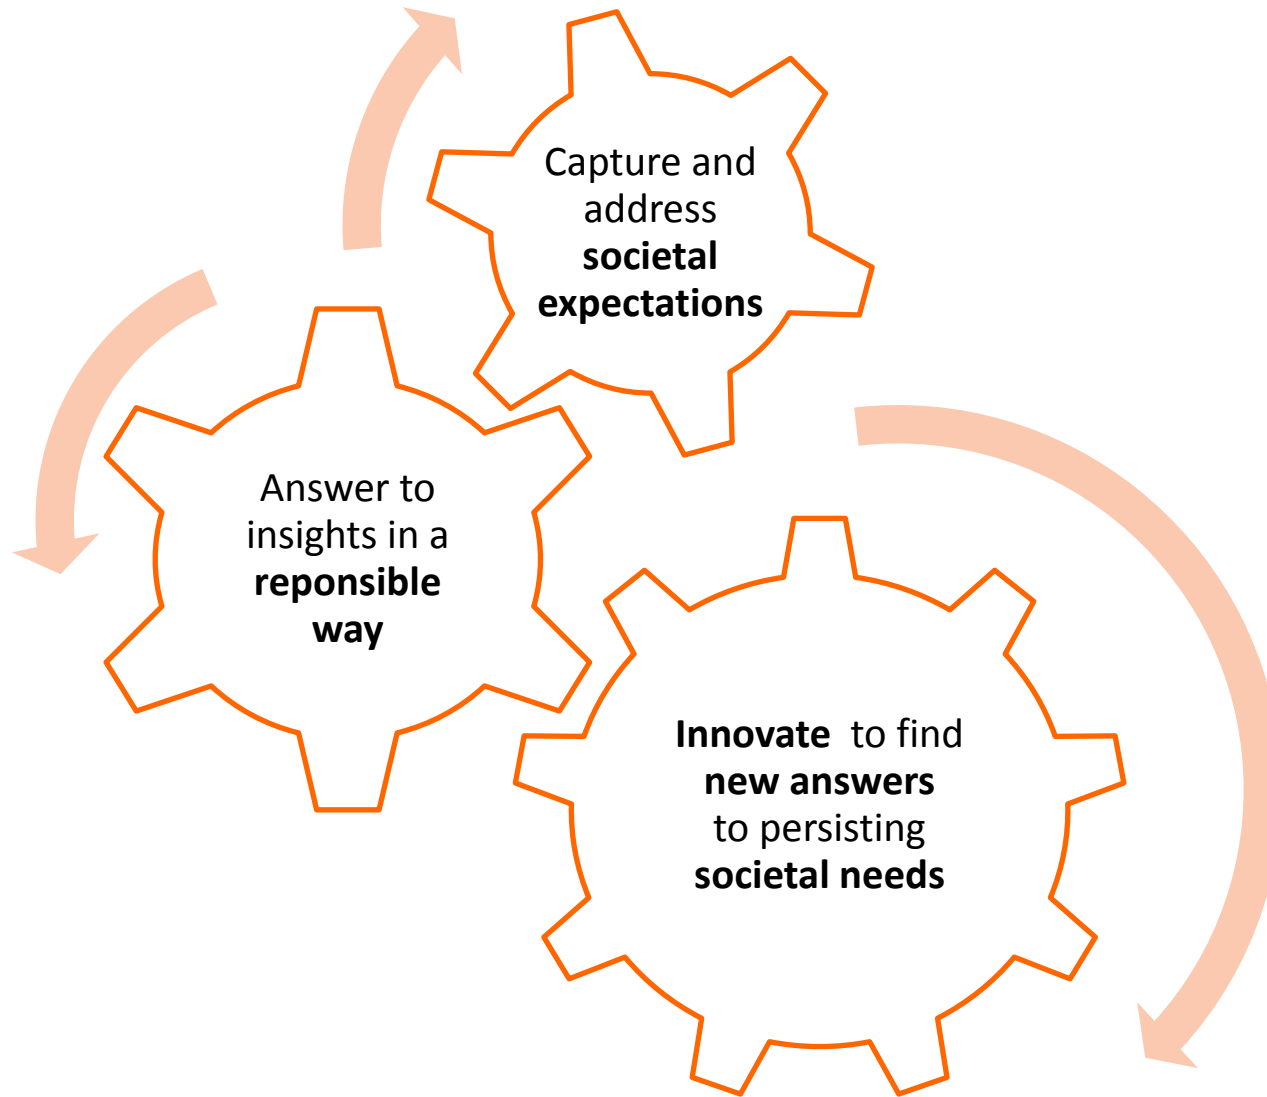 Capture and
address
societal
expectations
Answer to
insights in a
reponsible
way
Innovate  to find
new answers
to persisting
societal needs